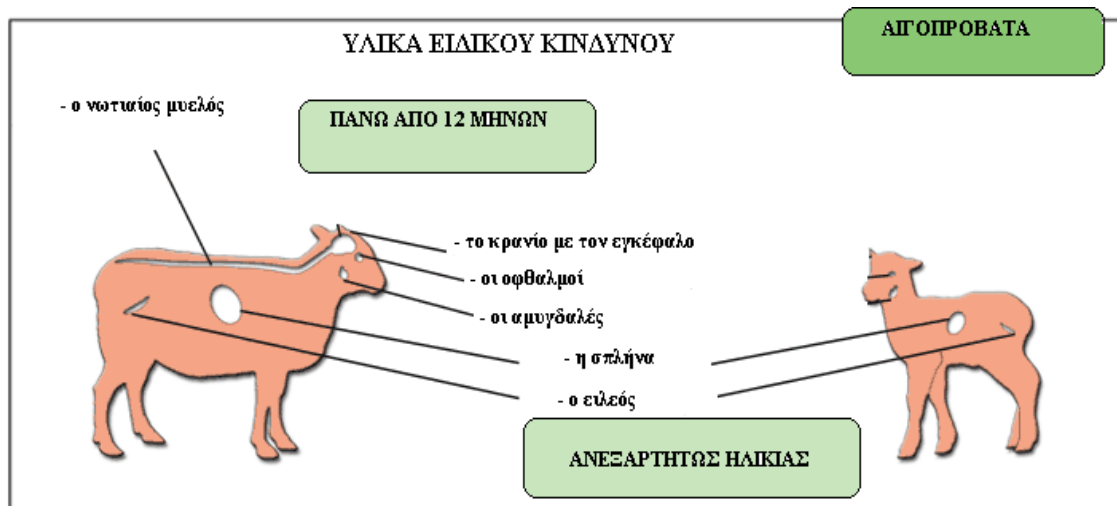 ΥΛΙΚΑ ΕΙΔΙΚΟΥ ΚΙΝΔΥΝΟΥ
ΑΙΓΟΠΡΟΒΑΤΑ
- ο νωτιαίος μυελός
ΠΑΝΩ ΑΠΟ 12 ΜΗΝΩΝ
- το κρανίο με τον εγκέφαλο
- οι οφθαλμοί
- οι αμυγδαλές
- η σπλήνα
- ο ειλεός
ΑΝΕΞΑΡΤΗΤΩΣ ΗΛΙΚΙΑΣ